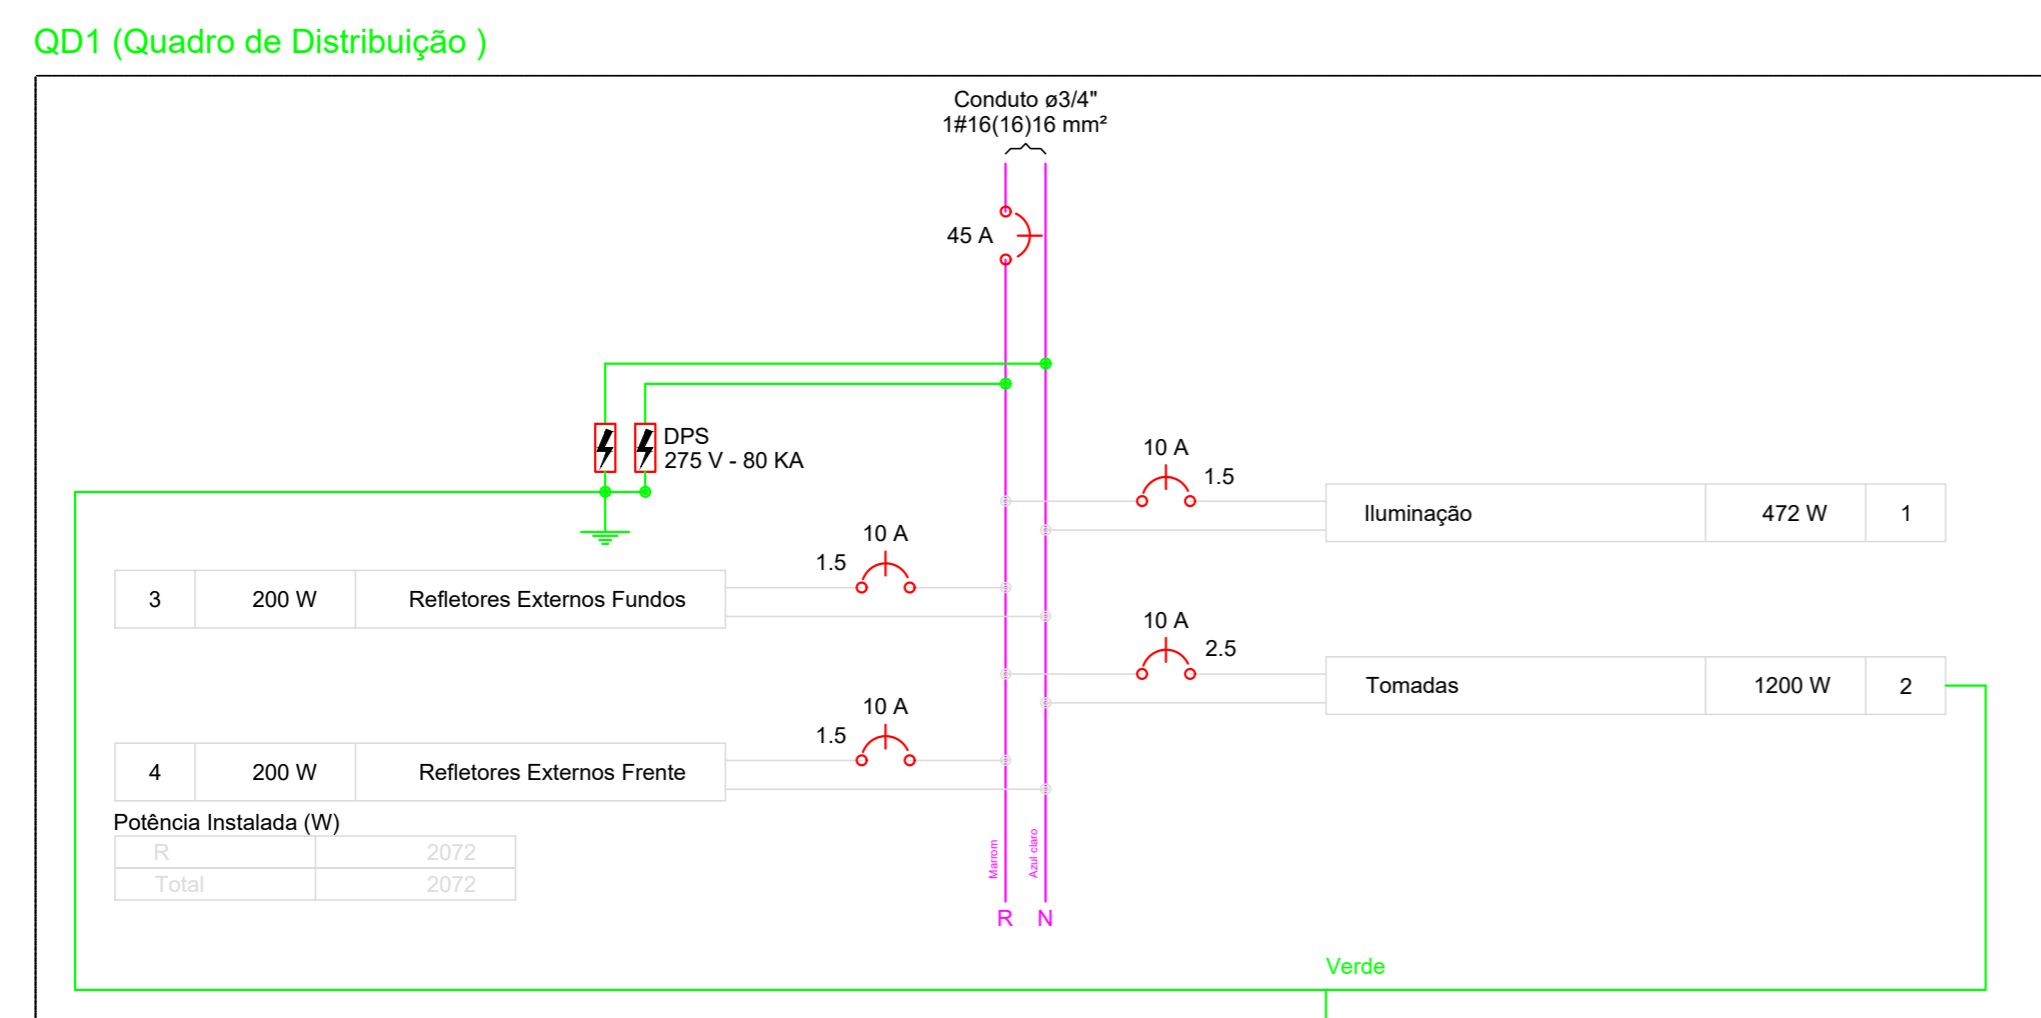 QD1 (Quadro de Distribuição )
Conduto ø3/4"
1#16(16)16 mm²
45 A
DPS
275 V - 80 KA
10 A
1.5
Iluminação 472 W 1
10 A
1.5
3 200 W Refletores Externos Fundos
10 A
2.5
Tomadas 1200 W 2
10 A
1.5
4 200 W Refletores Externos Frente
Potência Instalada (W)
R 2072
Total 2072
Marrom
Azul claro
R N
Verde